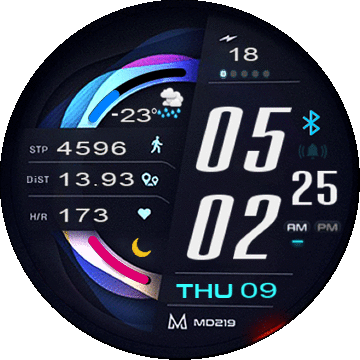 18
-23°
05
STP 4596
DiST 13.93
25
H/R 173
02
AM PM
THU 09
MD219